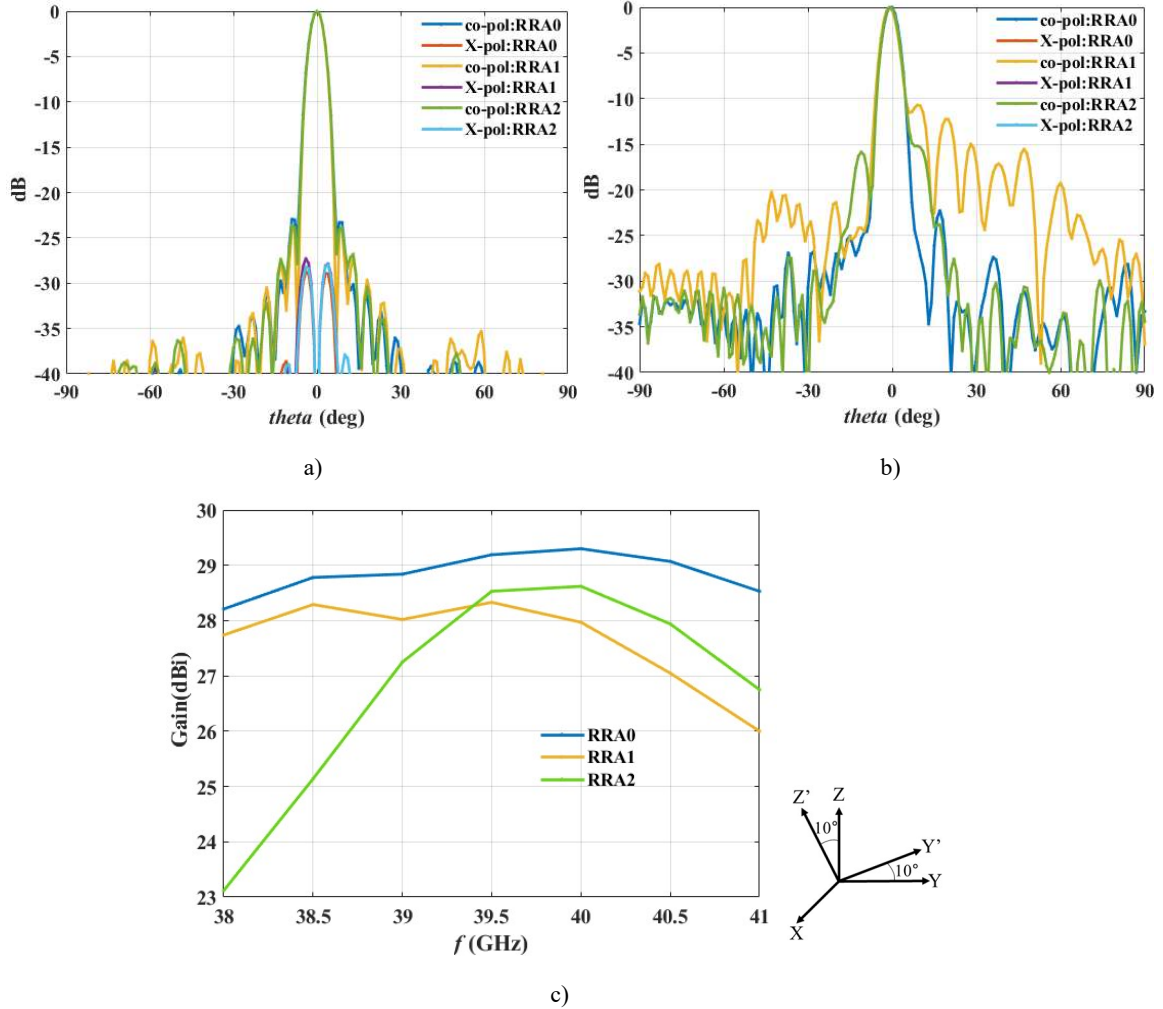 0
-5
-10
-15
-20
-25
-30
-35
-40
dB
co-pol:RRA0
X-pol:RRA0
co-pol:RRA1
X-pol:RRA1
co-pol:RRA2
X-pol:RRA2
-90 -60 -30 0 30 60 90
theta (deg)
a)
0
-5
-10
-15
-20
-25
-30
-35
-40
dB
co-pol:RRA0
X-pol:RRA0
co-pol:RRA1
X-pol:RRA1
co-pol:RRA2
X-pol:RRA2
-90 -60 -30 0 30 60 90
theta (deg)
b)
30
29
28
27
26
25
24
23
Gain(dBi)
RRA0
RRA1
RRA2
38 38.5 39 39.5 40 40.5 41
f (GHz)
Z' Z
10°
Y'
10°
Y
X
c)